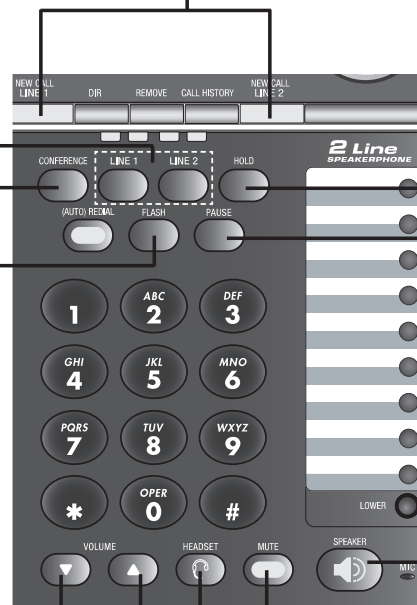 NEW CALL NEW CALL
LINE 1 DIR REMOVE CALL HISTORY LINE 2
2 Line
SPEAKERPHONE
CONFERENCE LINE 1 LINE 2 HOLD
(AUTO) REDIAL FLASH PAUSE
1 ABC 2 DEF 3
GHI 4 JKL 5 MNO 6
PQRS 7 TUV 8 WXYZ 9
* OPER 0 #
LOWER
VOLUME HEADSET MUTE SPEAKER
MIC